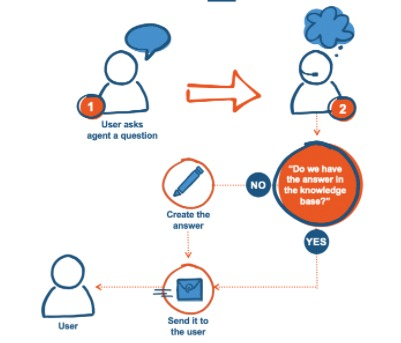 1
User asks
agent a question
2
"Do we have
the answer in
the knowledge
base?"
NO
Create the
answer
YES
User
Send it to
the user